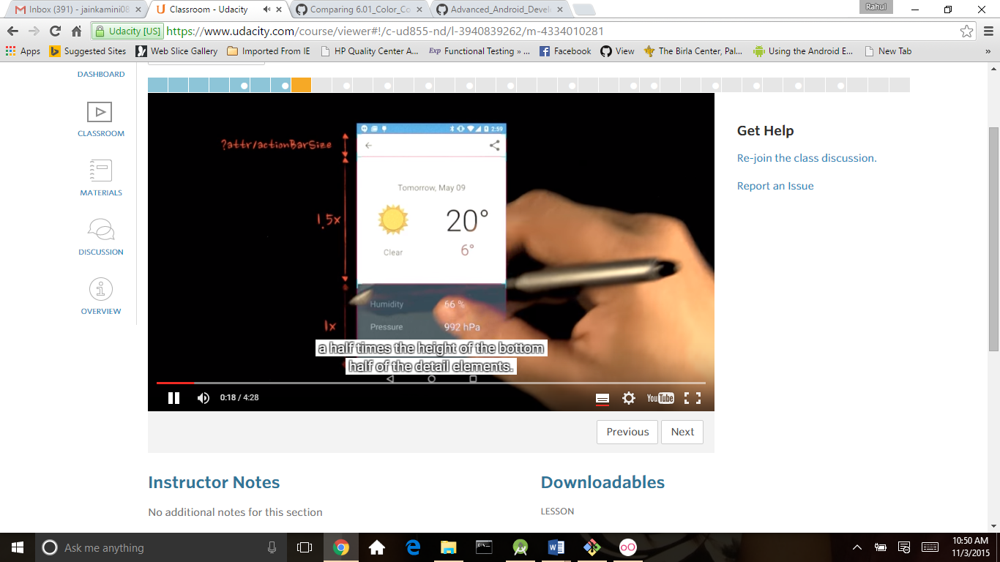 Rahul
Inbox (391) - jainkamini08
Classroom - Udacity
Comparing 6.01_Color_Co
Advanced_Android_Devel
Udacity [US]
https://www.udacity.com/course/viewer#!/c-ud855-nd/l-3940839262/m-4334010281
Apps
Suggested Sites
Web Slice Gallery
Imported From IE
HP Quality Center A...
Exp Functional Testing » ...
Facebook
View
The Birla Center, Pal...
Using the Android E...
New Tab
»
DASHBOARD
CLASSROOM
MATERIALS
DISCUSSION
OVERVIEW
2:59
?attr/actionBarSize
Tomorrow, May 09
1.5x
20°
Clear
6°
Humidity
66 %
1x
Pressure
992 hPa
a half times the height of the bottom
half of the detail elements.
0:18 / 4:28
YouTube
Get Help
Re-join the class discussion.
Report an Issue
Previous
Next
Instructor Notes
No additional notes for this section
Downloadables
LESSON
Ask me anything
10:50 AM
11/3/2015